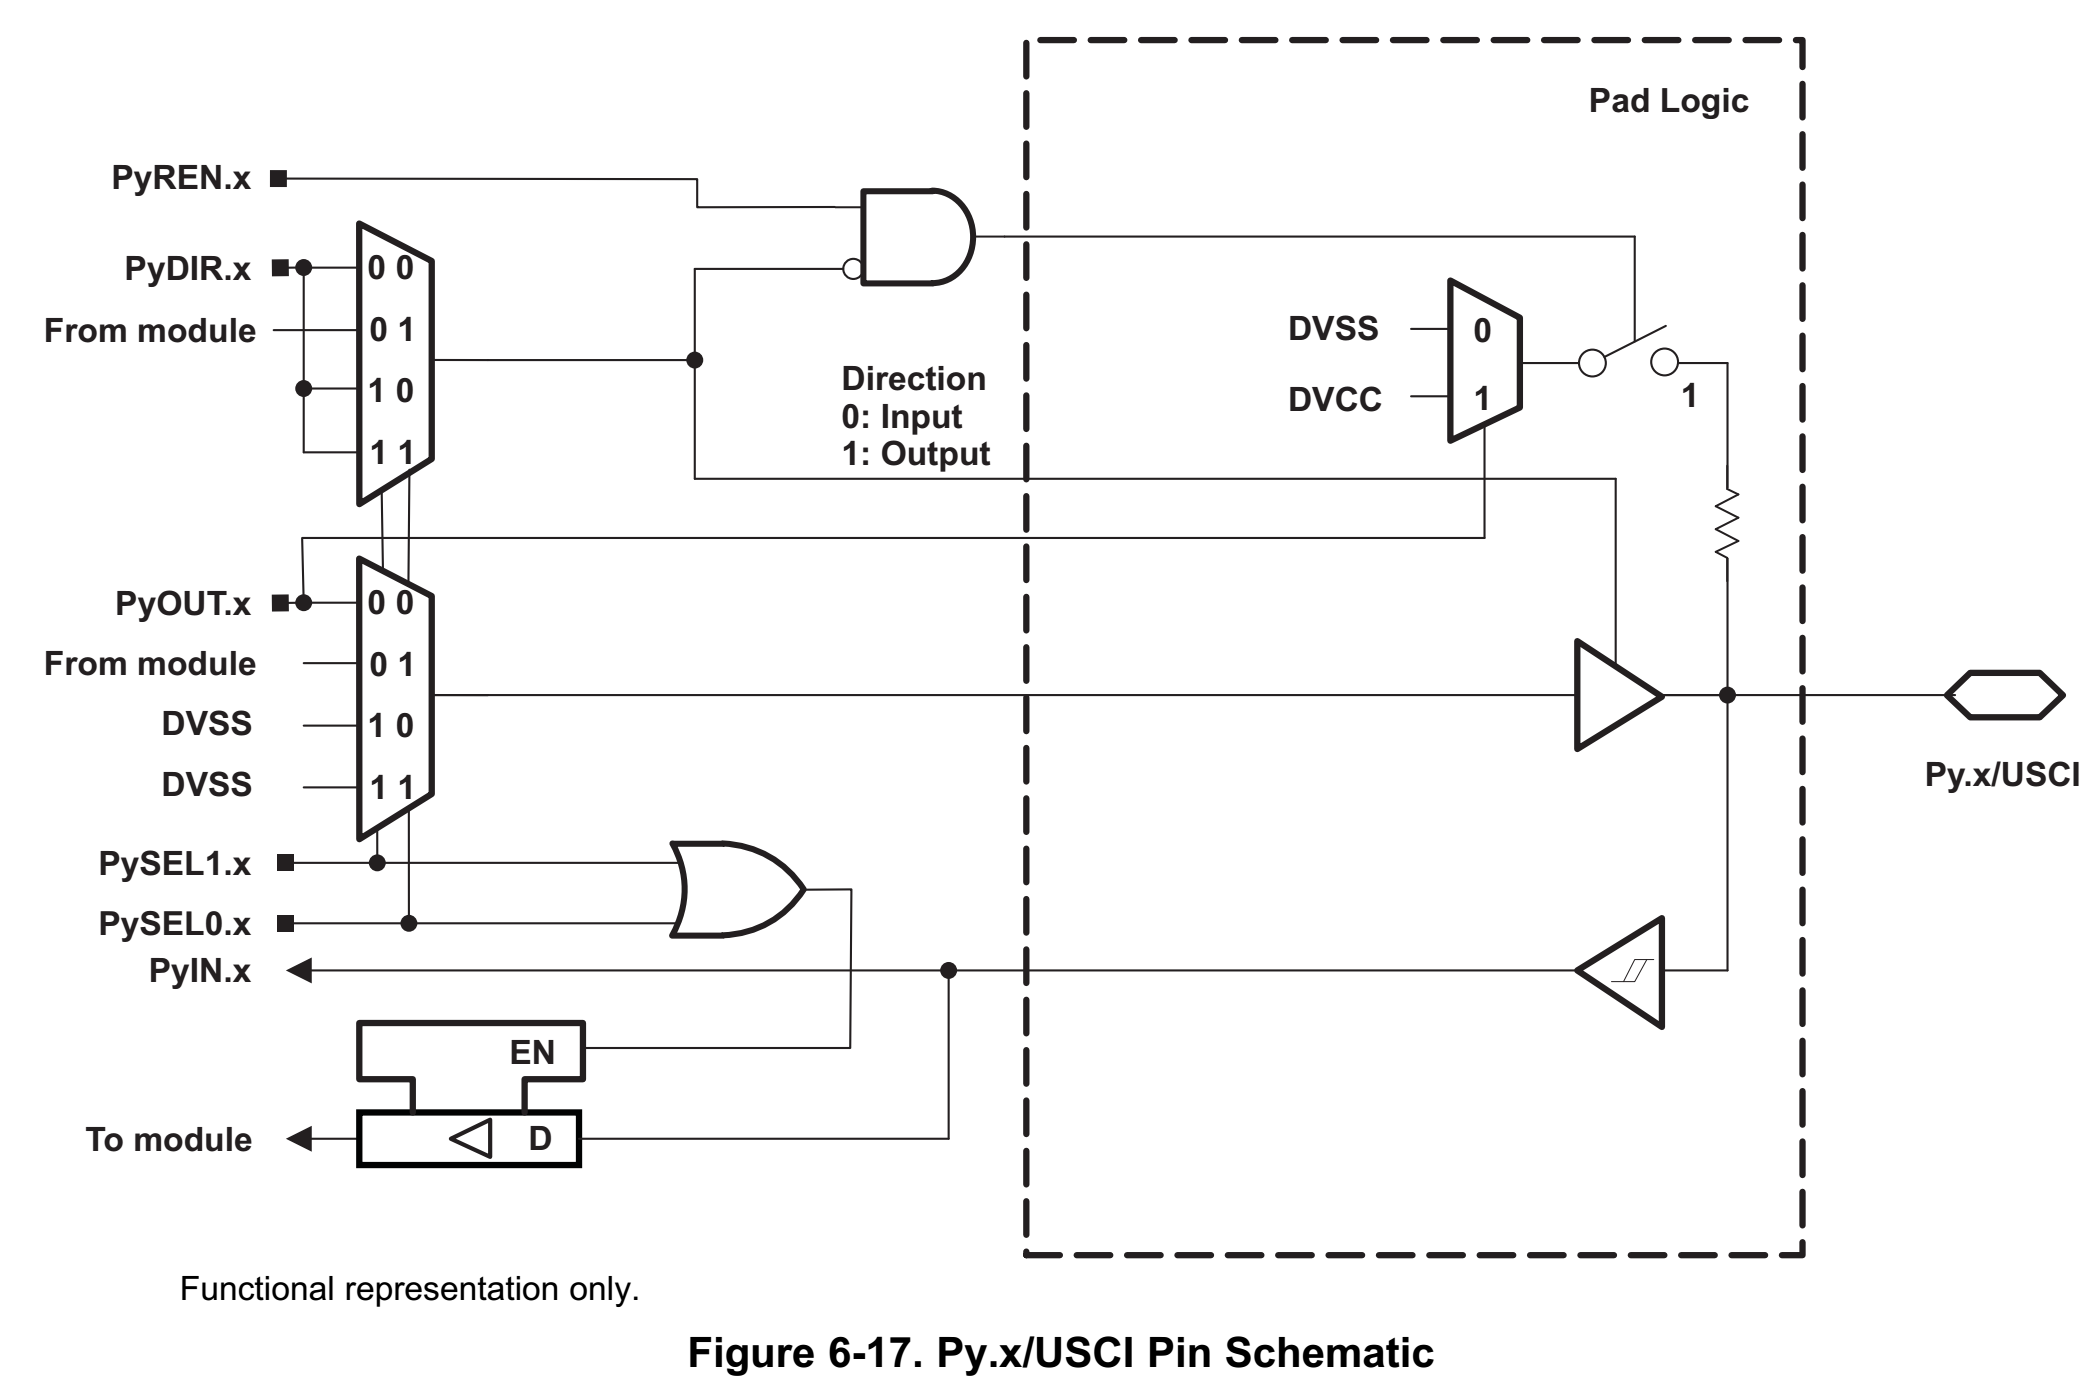 Pad Logic
PyREN.x
PyDIR.x
0 0
From module
0 1
1 0
1 1
Direction
0: Input
1: Output
DVSS
0
DVCC
1
1
PyOUT.x
0 0
From module
0 1
DVSS
1 0
DVSS
1 1
Py.x/USCI
PySEL1.x
PySEL0.x
PyIN.x
EN
To module
D
Functional representation only.
Figure 6-17. Py.x/USCI Pin Schematic